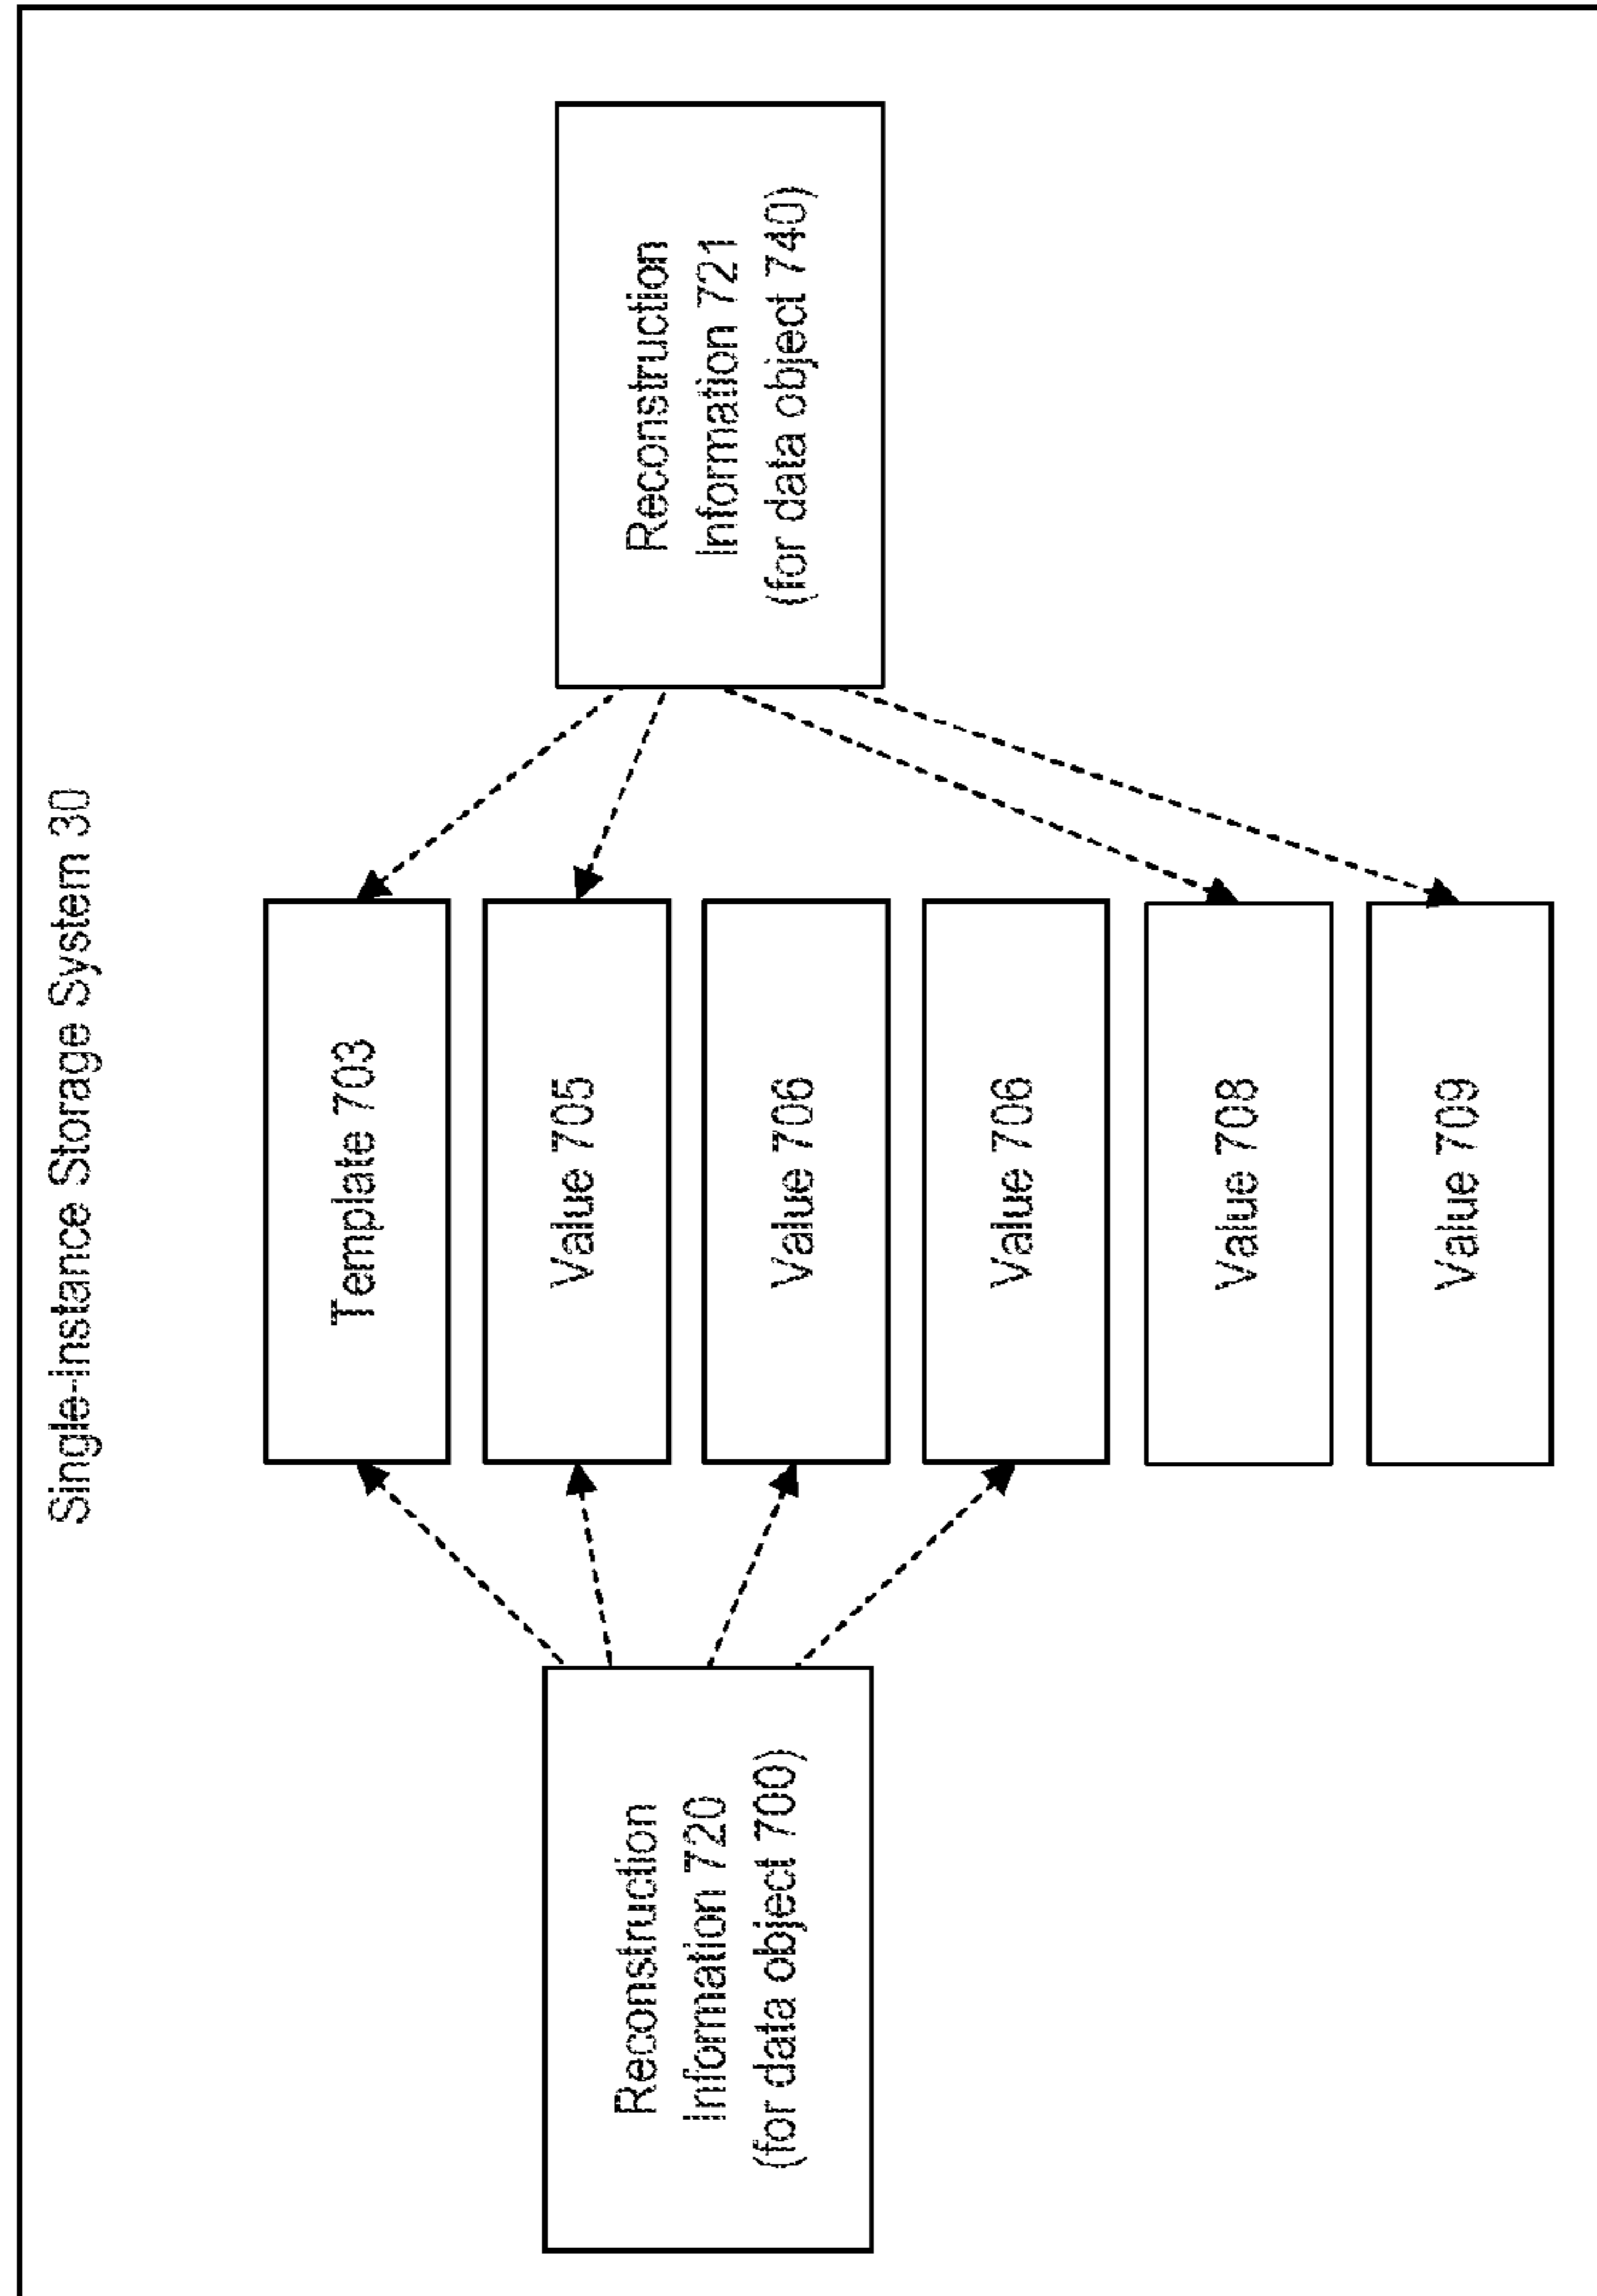 Single-Instance Storage System 30
Template 703
Value 705
Value 706
Value 706
Value 708
Value 709
Reconstruction
Information 720
(for data object 700)
Reconstruction
Information 721
(for data object 740)